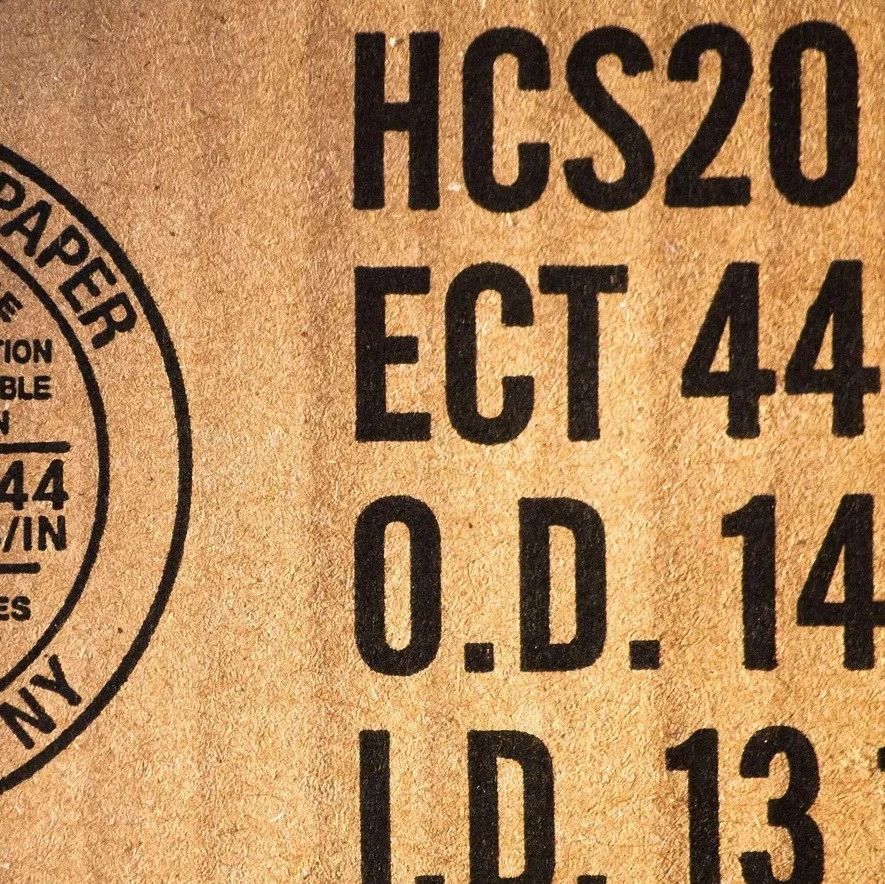 PAPER
E
TION
BLE
N
44
/IN
ES
NY
HCS20
ECT 44
O.D. 14
I.D. 13